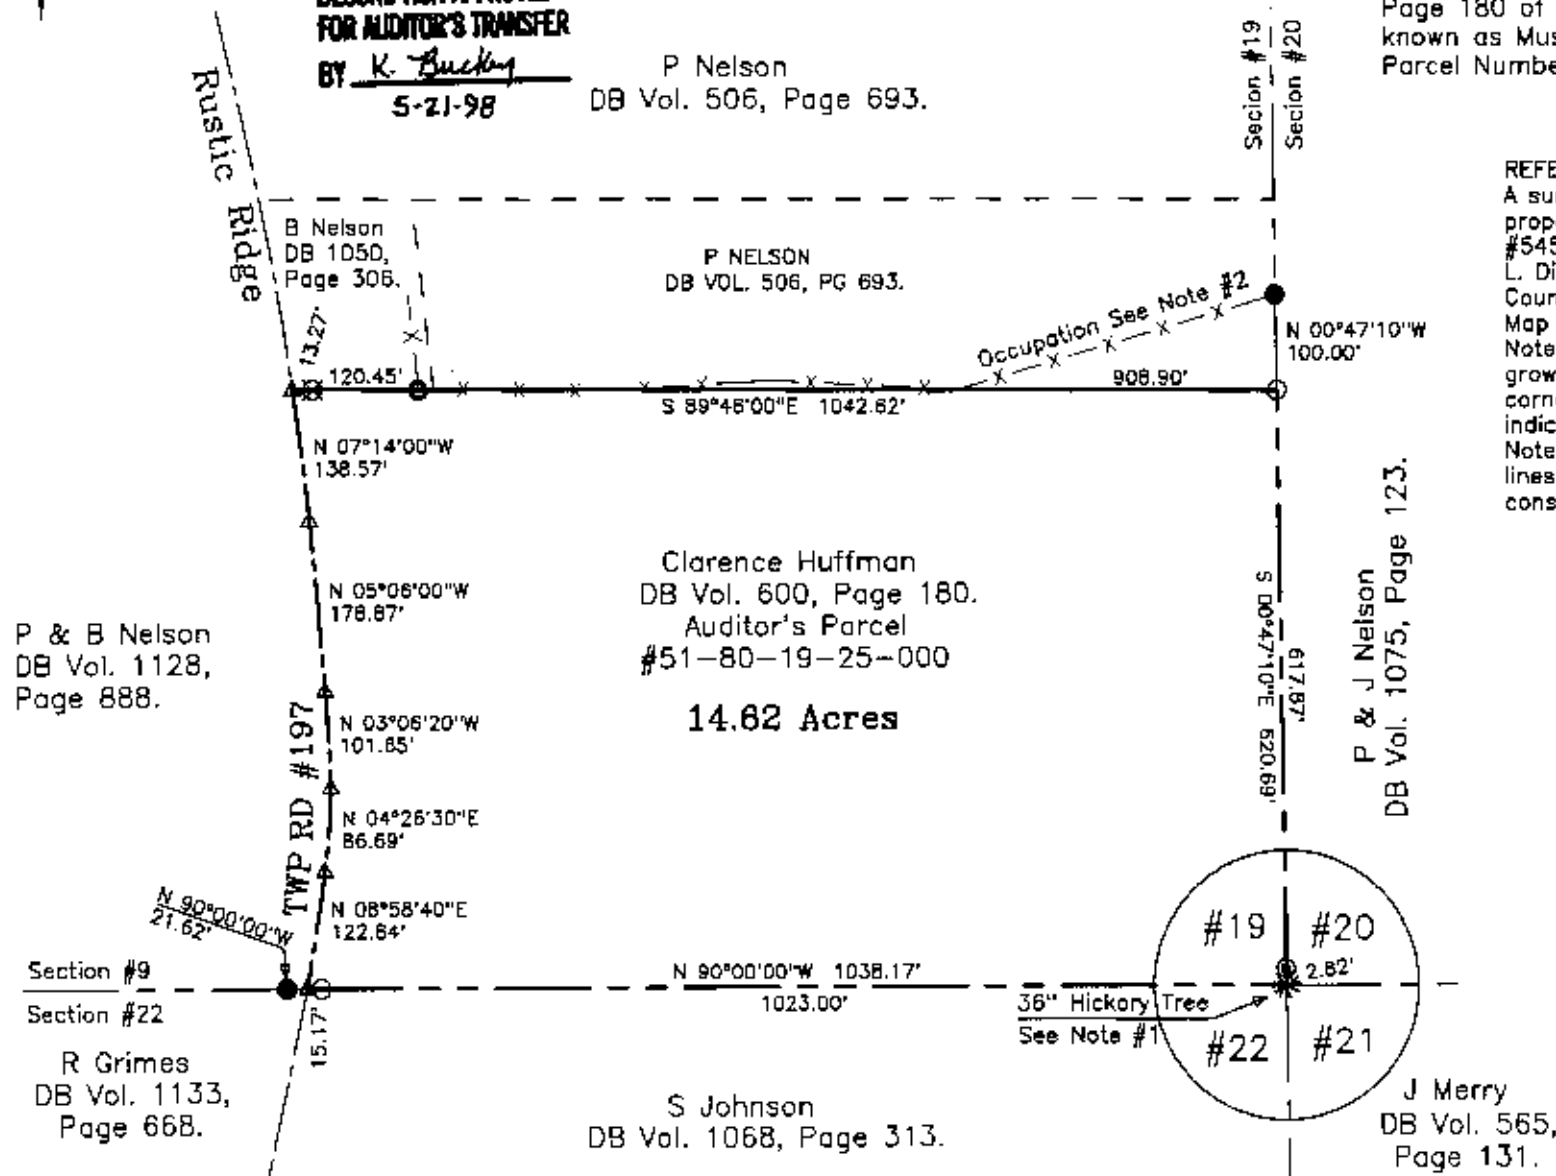 FOR AUDITOR'S TRANSFER
BY K. Buckey
5-21-98
P Nelson
DB Vol. 506, Page 693.
Secion #19
Secion #20
Page 180 of
known as Mus
Parcel Numbe
Rustic Ridge
B Nelson
DB 1050,
Page 306.
P NELSON
DB VOL. 506, PG 693.
Occupation See Note #2
REFE
A su
prop
#545
L. Di
Coun
Map
Note
grow
corn
indic
Note
lines
cons
N 00°47'10"W
100.00'
13.27'
120.45'
908.90'
S 89°46'00"E 1042.62'
N 07°14'00"W
138.57'
N 05°06'00"W
178.87'
N 03°06'20"W
101.65'
N 04°26'30"E
86.69'
N 08°58'40"E
122.64'
TWP RD #197
P & B Nelson
DB Vol. 1128,
Page 888.
Clarence Huffman
DB Vol. 600, Page 180.
Auditor's Parcel
#51-80-19-25-000
14.62 Acres
S 00°47'10"E 520.69'
617.87'
P & J Nelson
DB Vol. 1075, Page 123.
N 90°00'00"W
21.62'
Section #9
Section #22
N 90°00'00"W 1038.17'
1023.00'
15.17'
#19
#20
2.82'
36" Hickory Tree
See Note #1
#22
#21
R Grimes
DB Vol. 1133,
Page 668.
S Johnson
DB Vol. 1068, Page 313.
J Merry
DB Vol. 565,
Page 131.